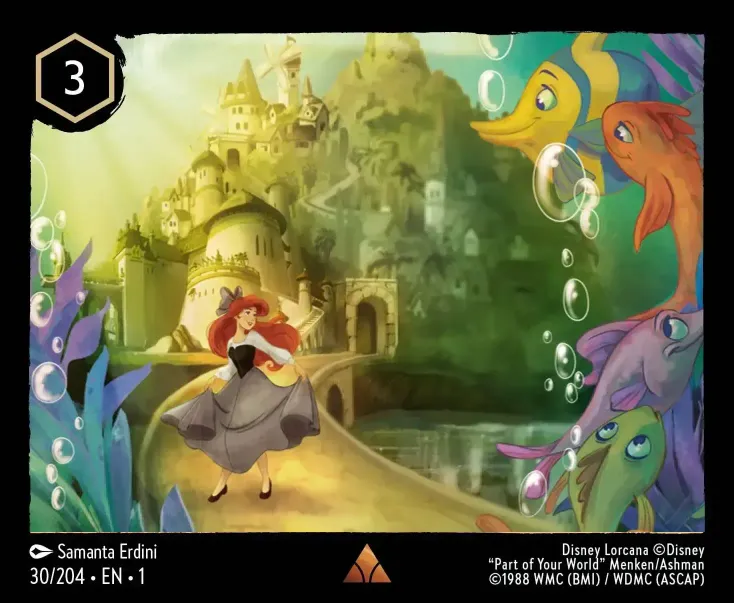 3
Samanta Erdini
30/204 • EN • 1
Disney Lorcana ©Disney
“Part of Your World” Menken/Ashman
©1988 WMC (BMI) / WDMC (ASCAP)